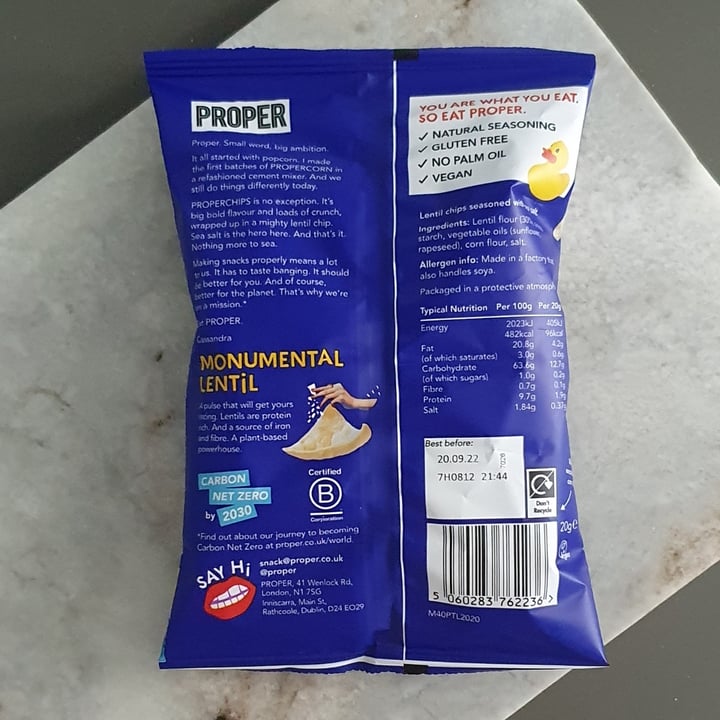 PROPER
Proper. Small word, big ambition.
It all started with popcorn. I made
the first batches of PROPERCORN in
a refashioned cement mixer. And we
still do things differently today.
PROPERCHIPS is no exception. It's
big bold flavour and loads of crunch,
wrapped up in a mighty lentil chip.
Sea salt is the hero here. And that's it.
Nothing more to sea.
Making snacks properly means a lot
to us. It has to taste banging. It should
be better for you. And of course,
better for the planet. That's why we're
on a mission.*
PROPER.
Cassandra
MONUMENTAL
LENTiL
A pulse that will get yours
racing. Lentils are protein
rich. And a source of iron
and fibre. A plant-based
powerhouse.
CARBON
NET ZERO
by 2030
Certified
B
Corporation
*Find out about our journey to becoming
Carbon Net Zero at proper.co.uk/world.
SAY Hi
snack@proper.co.uk
@proper
PROPER, 41 Wenlock Rd,
London, N1 7SG
Inniscarra, Main St,
Rathcoole, Dublin, D24 EO29
YOU ARE WHAT YOU EAT.
SO EAT PROPER.
✓ NATURAL SEASONING
✓ GLUTEN FREE
✓ NO PALM OIL
✓ VEGAN
Lentil chips seasoned with
Ingredients: Lentil flour
starch, vegetable oils (sunflower,
rapeseed), corn flour, salt.
Allergen info: Made in a factory that
also handles soya.
Packaged in a protective
Typical Nutrition Per 100g Per 20g
Energy 2023kJ 405kJ
482kcal 96kcal
Fat 20.8g 4.2g
(of which saturates) 3.0g 0.6g
Carbohydrate 63.6g 12.7g
(of which sugars) 1.0g 0.2g
Fibre 0.7g 0.1g
Protein 9.7g 1.9g
Salt 1.84g 0.37g
Best before:
20.09.22
7H0812 21:44
7028
Don't
Recycle
20g e
5 060283 762236 >
M40PTL2020